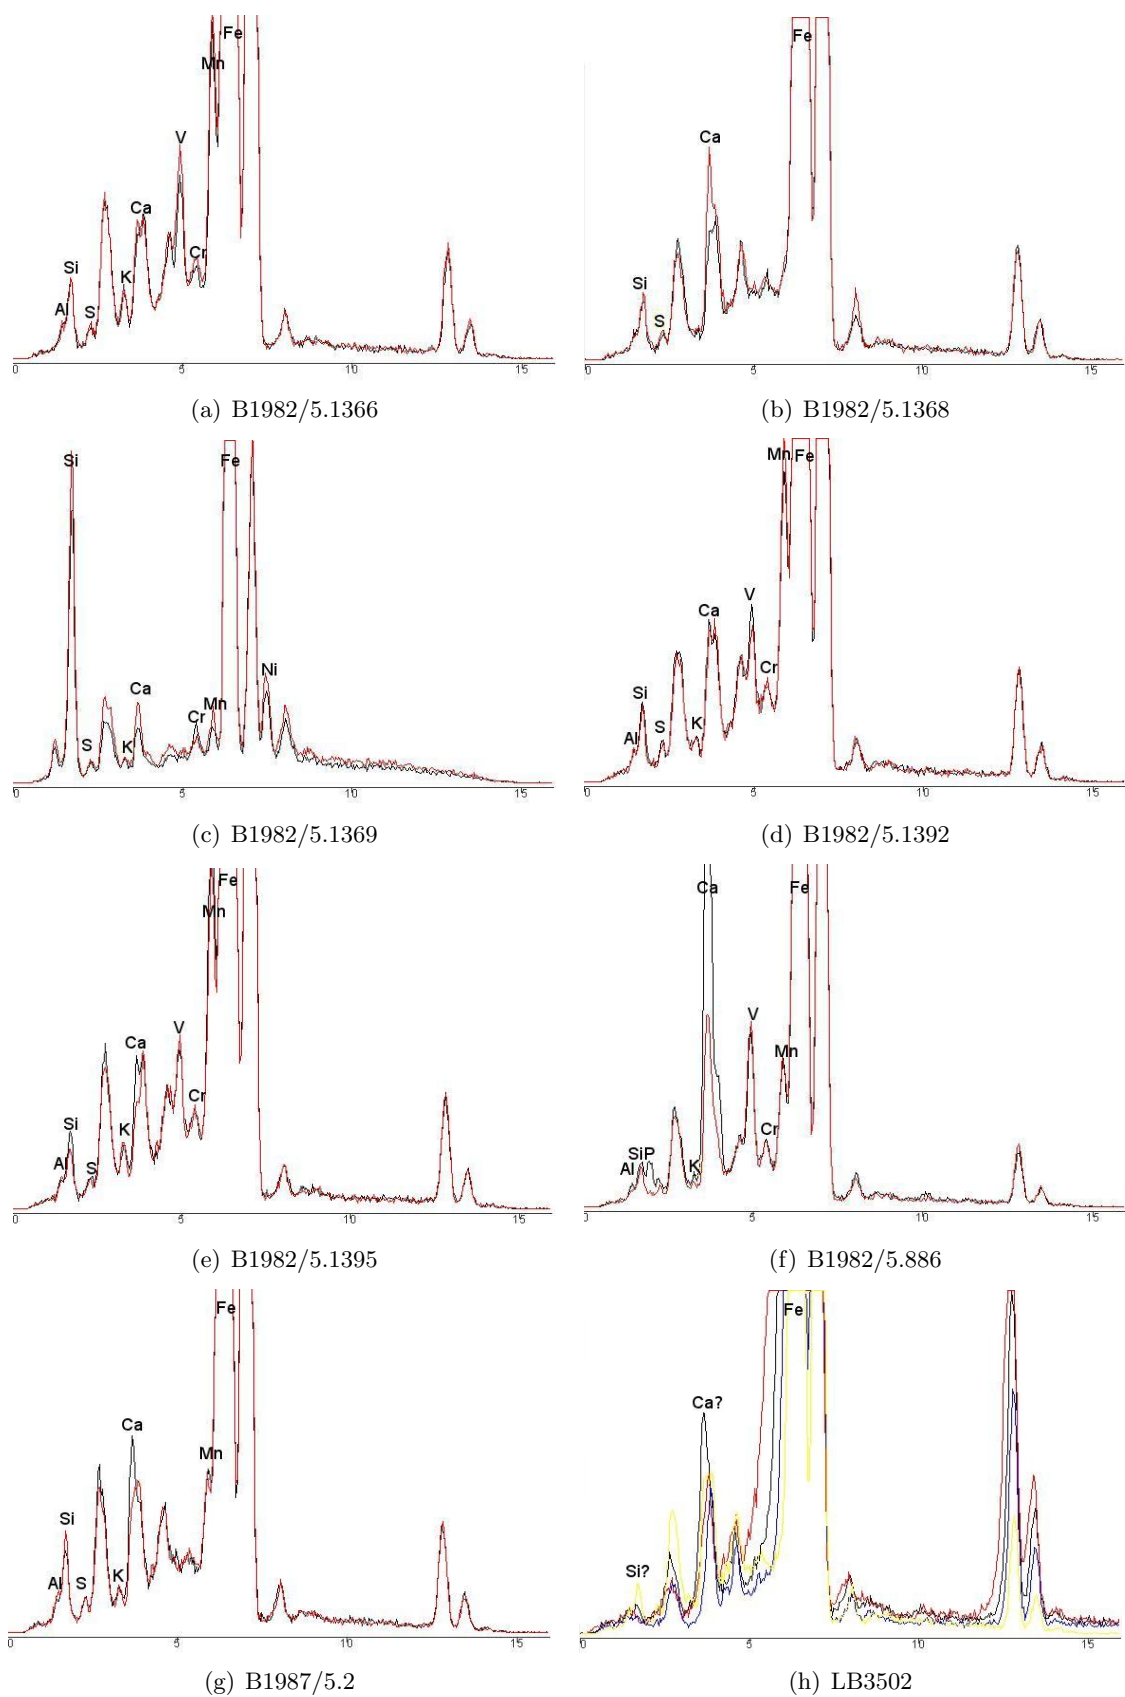 Fe
Mn
V
Ca
Cr
Si
K
Al
S
0 5 10 15
(a) B1982/5.1366
Fe
Ca
Si
S
0 5 10 15
(b) B1982/5.1368
Si
Fe
Ni
Ca
Mn
Cr
S
K
0 5 10 15
(c) B1982/5.1369
Mn Fe
V
Ca
Cr
Si
S
K
Al
0 5 10 15
(d) B1982/5.1392
Fe
Mn
V
Ca
Cr
Si
K
Al
S
0 5 10 15
(e) B1982/5.1395
Ca
Fe
V
Mn
Cr
Si P
Al
K
0 5 10 15
(f) B1982/5.886
Fe
Ca
Mn
Si
Al
S
K
0 5 10 15
(g) B1987/5.2
Fe
Ca?
Si?
0 5 10 15
(h) LB3502